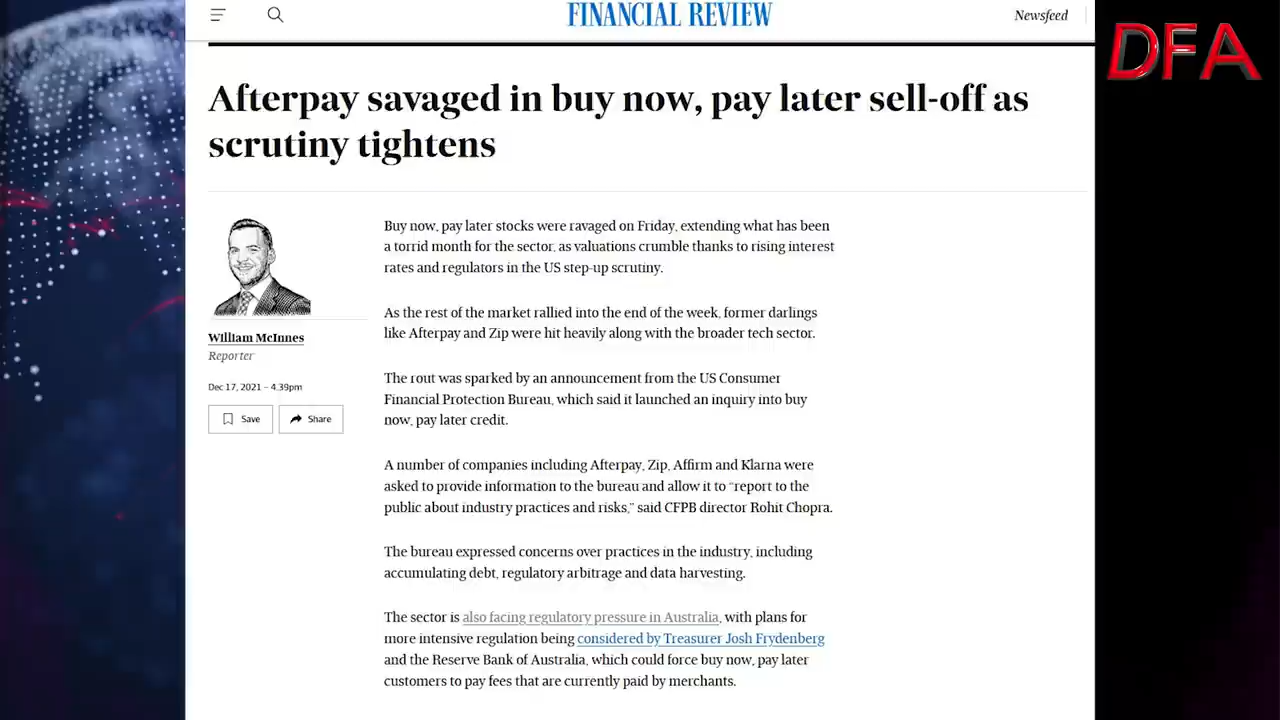 FINANCIAL REVIEW
Newsfeed
DFA
Afterpay savaged in buy now, pay later sell-off as
scrutiny tightens
William McInnes
Reporter
Dec 17, 2021 – 4.39pm
Save
Share
Buy now, pay later stocks were ravaged on Friday, extending what has been
a torrid month for the sector, as valuations crumble thanks to rising interest
rates and regulators in the US step-up scrutiny.
As the rest of the market rallied into the end of the week, former darlings
like Afterpay and Zip were hit heavily along with the broader tech sector.
The rout was sparked by an announcement from the US Consumer
Financial Protection Bureau, which said it launched an inquiry into buy
now, pay later credit.
A number of companies including Afterpay, Zip, Affirm and Klarna were
asked to provide information to the bureau and allow it to “report to the
public about industry practices and risks,” said CFPB director Rohit Chopra.
The bureau expressed concerns over practices in the industry, including
accumulating debt, regulatory arbitrage and data harvesting.
The sector is also facing regulatory pressure in Australia, with plans for
more intensive regulation being considered by Treasurer Josh Frydenberg
and the Reserve Bank of Australia, which could force buy now, pay later
customers to pay fees that are currently paid by merchants.